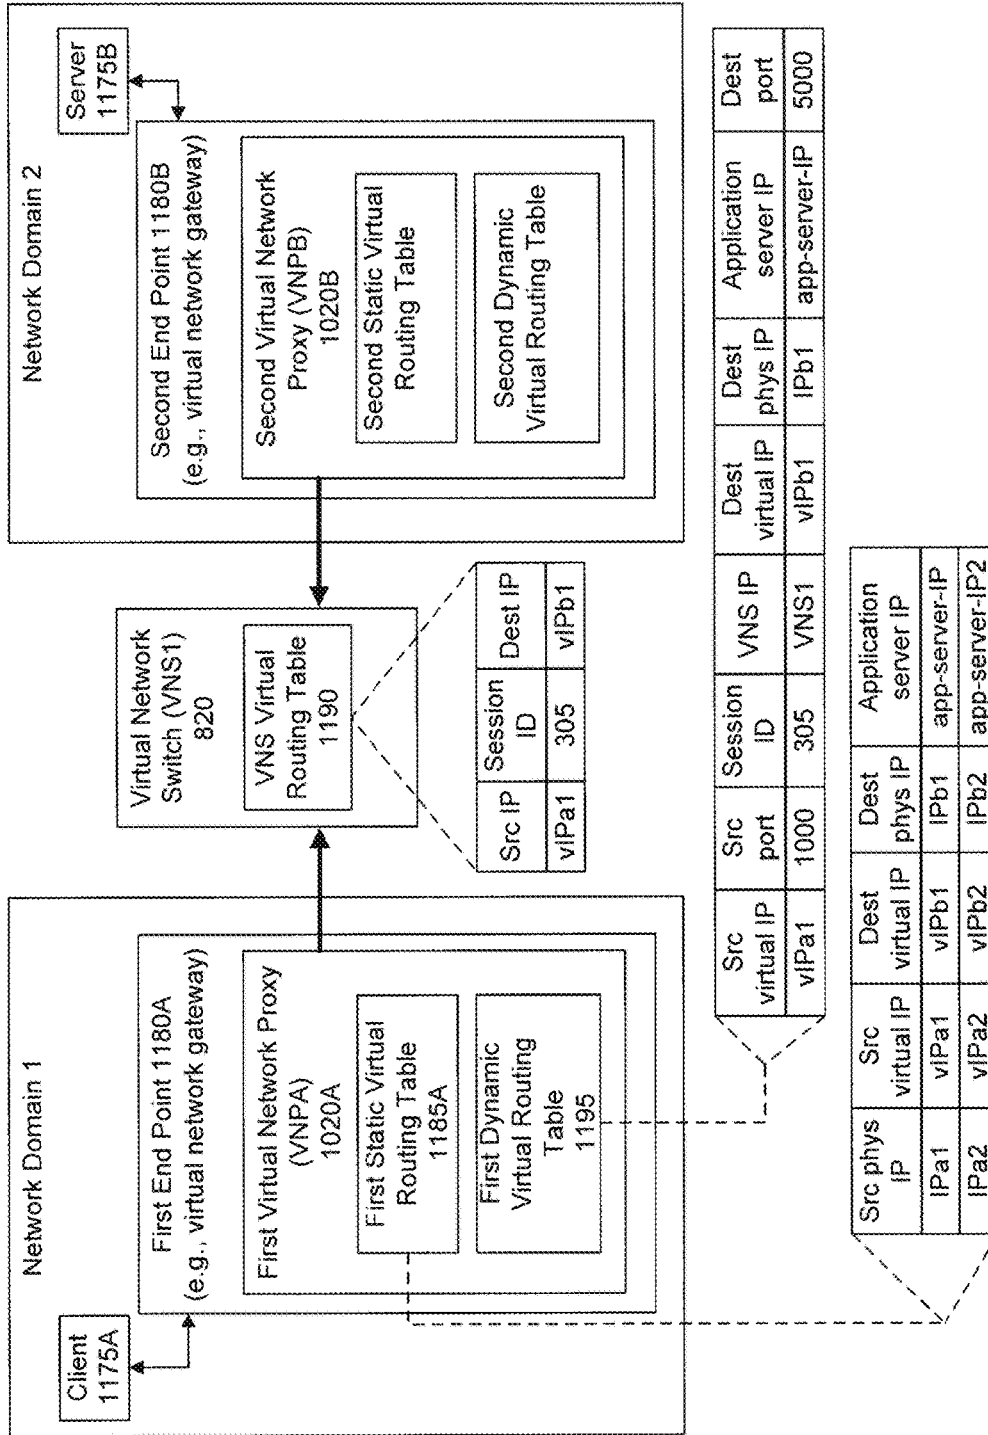 Network Domain 1
Client
1175A
First End Point 1180A
(e.g., virtual network gateway)
First Virtual Network Proxy
(VNPA)
1020A
First Static Virtual
Routing Table
1185A
First Dynamic
Virtual Routing
Table
1195
Virtual Network
Switch (VNS1)
820
VNS Virtual
Routing Table
1190
Src IP
Session
ID
Dest IP
vIPa1
305
vIPb1
Network Domain 2
Server
1175B
Second End Point 1180B
(e.g., virtual network gateway)
Second Virtual Network
Proxy (VNPB)
1020B
Second Static Virtual
Routing Table
Second Dynamic
Virtual Routing Table
Src
virtual IP
Src
port
Session
ID
VNS IP
Dest
virtual IP
Dest
phys IP
Application
server IP
Dest
port
vIPa1
1000
305
VNS1
vIPb1
IPb1
app-server-IP
5000
Src phys
IP
Src
virtual IP
Dest
virtual IP
Dest
phys IP
Application
server IP
IPa1
vIPa1
vIPb1
IPb1
app-server-IP
IPa2
vIPa2
vIPb2
IPb2
app-server-IP2